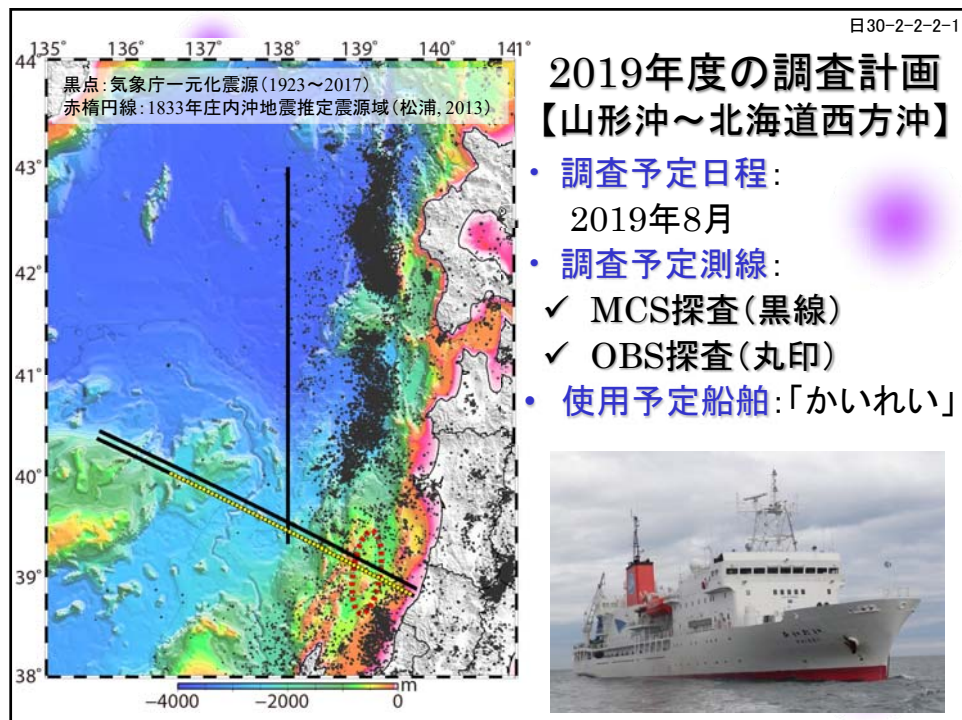 日30-2-2-2-1
135° 136° 137° 138° 139° 140° 141°
44°
43°
42°
41°
40°
39°
38°
黒点：気象庁一元化震源（1923～2017）
赤楕円線：1833年庄内沖地震推定震源域（松浦, 2013）
m
−4000 −2000 0
2019年度の調査計画
【山形沖～北海道西方沖】
・ 調査予定日程：
2019年8月
・ 調査予定測線：
✓ MCS探査（黒線）
✓ OBS探査（丸印）
・ 使用予定船舶：「かいれい」